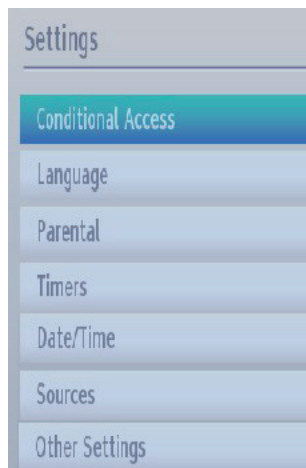 Settings
Conditional Access
Language
Parental
Timers
Date/Time
Sources
Other Settings